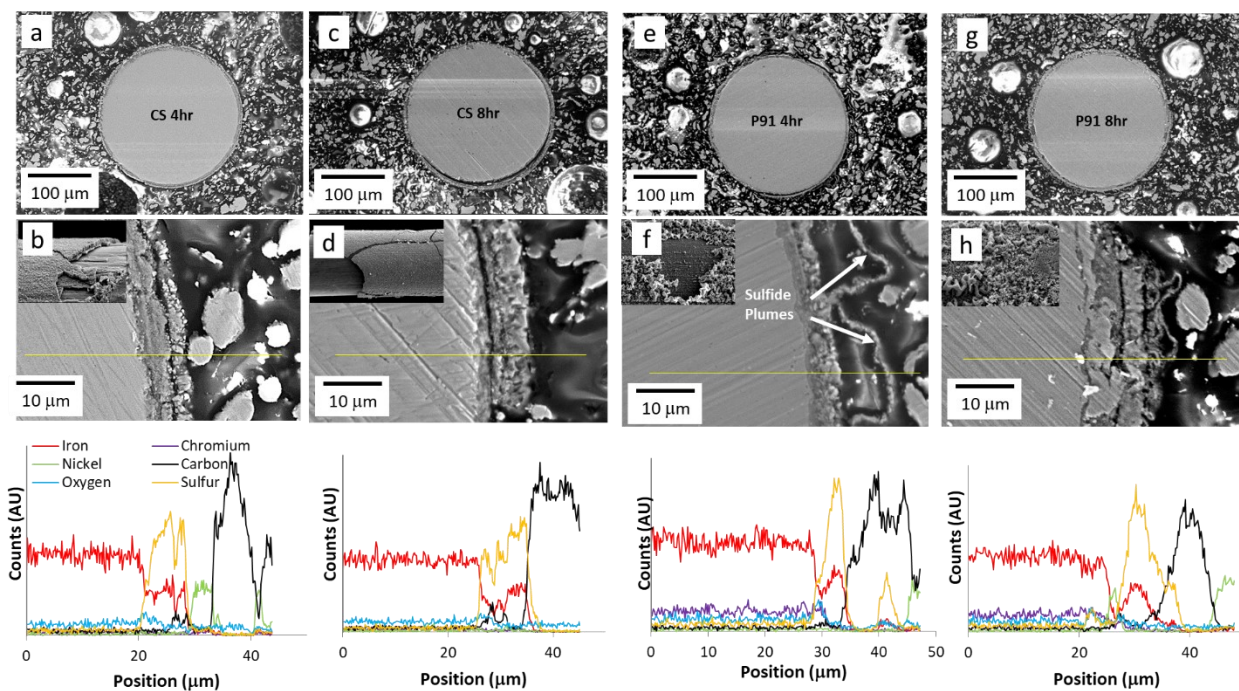 a
CS 4hr
100 μm
c
CS 8hr
100 μm
e
P91 4hr
100 μm
g
P91 8hr
100 μm
b
10 μm
d
10 μm
f
Sulfide
Plumes
10 μm
h
10 μm
Iron
Chromium
Nickel
Carbon
Oxygen
Sulfur
Counts (AU)
0 20 40
Position (μm)
Counts (AU)
0 20 40
Position (μm)
Counts (AU)
0 10 20 30 40 50
Position (μm)
Counts (AU)
0 20 40
Position (μm)